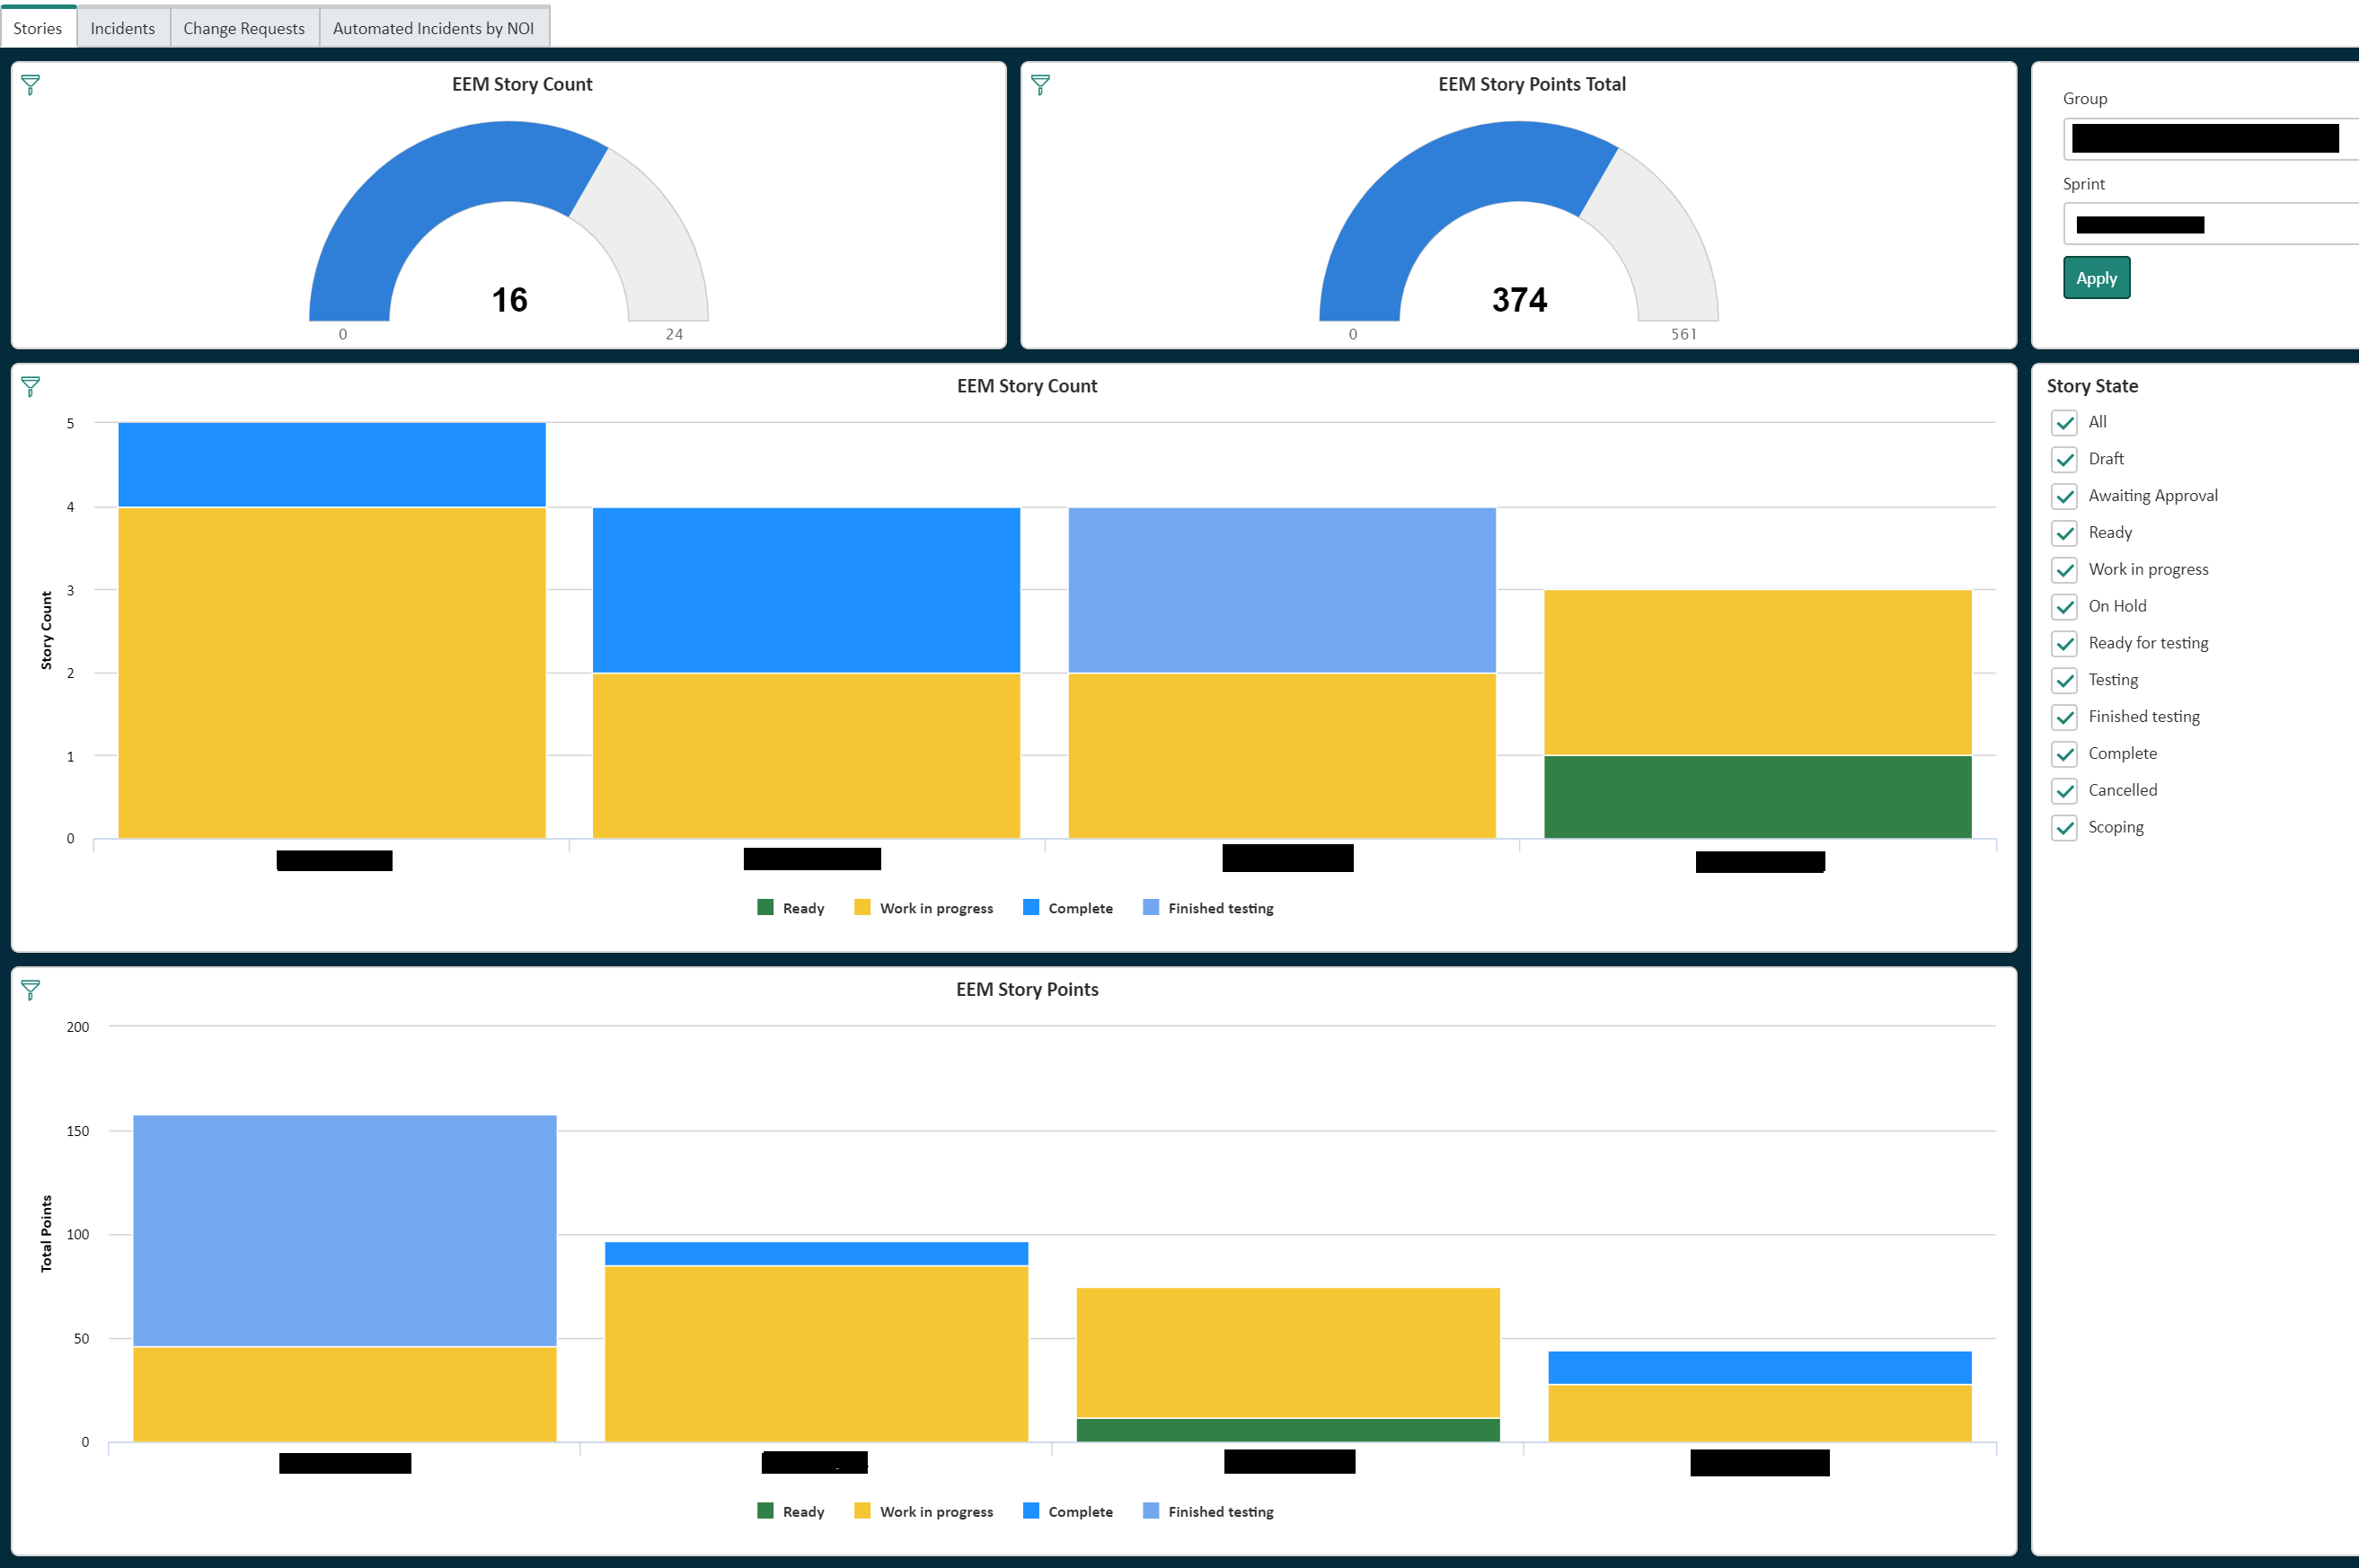 Stories
Incidents
Change Requests
Automated Incidents by NOI
EEM Story Count
16
0
24
EEM Story Points Total
374
0
561
Group
Sprint
Apply
EEM Story Count
5
4
3
2
1
0
Story Count
Ready
Work in progress
Complete
Finished testing
Story State
All
Draft
Awaiting Approval
Ready
Work in progress
On Hold
Ready for testing
Testing
Finished testing
Complete
Cancelled
Scoping
EEM Story Points
200
150
100
50
0
Total Points
Ready
Work in progress
Complete
Finished testing